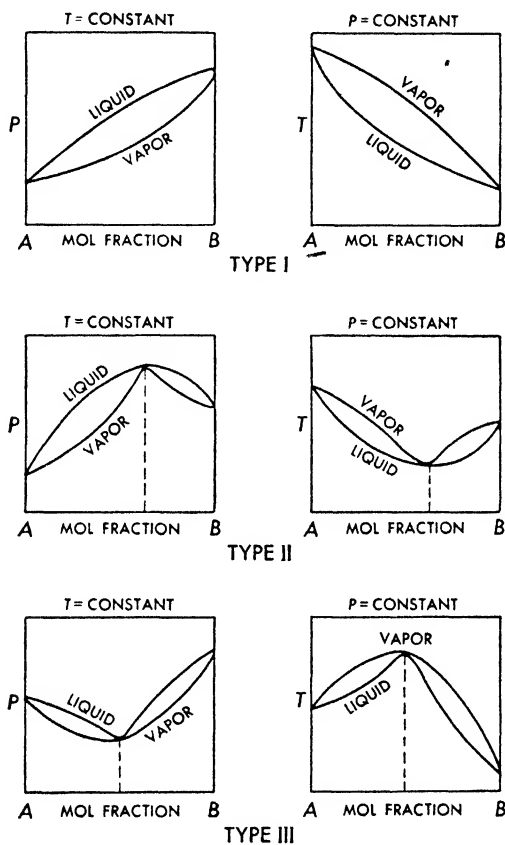 T = CONSTANT
P = CONSTANT
P
LIQUID
VAPOR
T
VAPOR
LIQUID
A MOL FRACTION B
A MOL FRACTION B
TYPE I
T = CONSTANT
P = CONSTANT
P
LIQUID
VAPOR
T
VAPOR
LIQUID
A MOL FRACTION B
A MOL FRACTION B
TYPE II
T = CONSTANT
P = CONSTANT
P
LIQUID
VAPOR
T
VAPOR
LIQUID
A MOL FRACTION B
A MOL FRACTION B
TYPE III